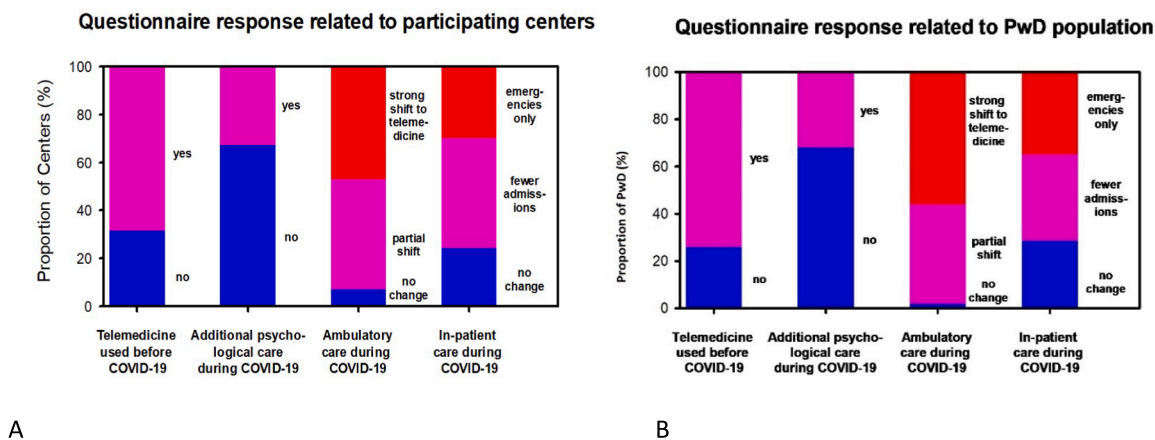 Questionnaire response related to participating centers
Proportion of Centers (%)
100
80
60
40
20
0
yes
no
yes
no
strong
shift to
teleme-
dicine
partial
shift
no
change
emerg-
encies
only
fewer
admiss-
ions
no
change
Telemedicine
used before
COVID-19
Additional psycho-
logical care
during COVID-19
Ambulatory
care during
COVID-19
In-patient
care during
COVID-19
A
Questionnaire response related to PwD population
Proportion of PwD (%)
100
80
60
40
20
0
yes
no
yes
no
strong
shift to
teleme-
dicine
partial
shift
no
change
emerg-
encies
only
fewer
admiss-
ions
no
change
Telemedicine
used before
COVID-19
Additional psycho-
logical care
during COVID-19
Ambulatory
care during
COVID-19
In-patient
care during
COVID-19
B